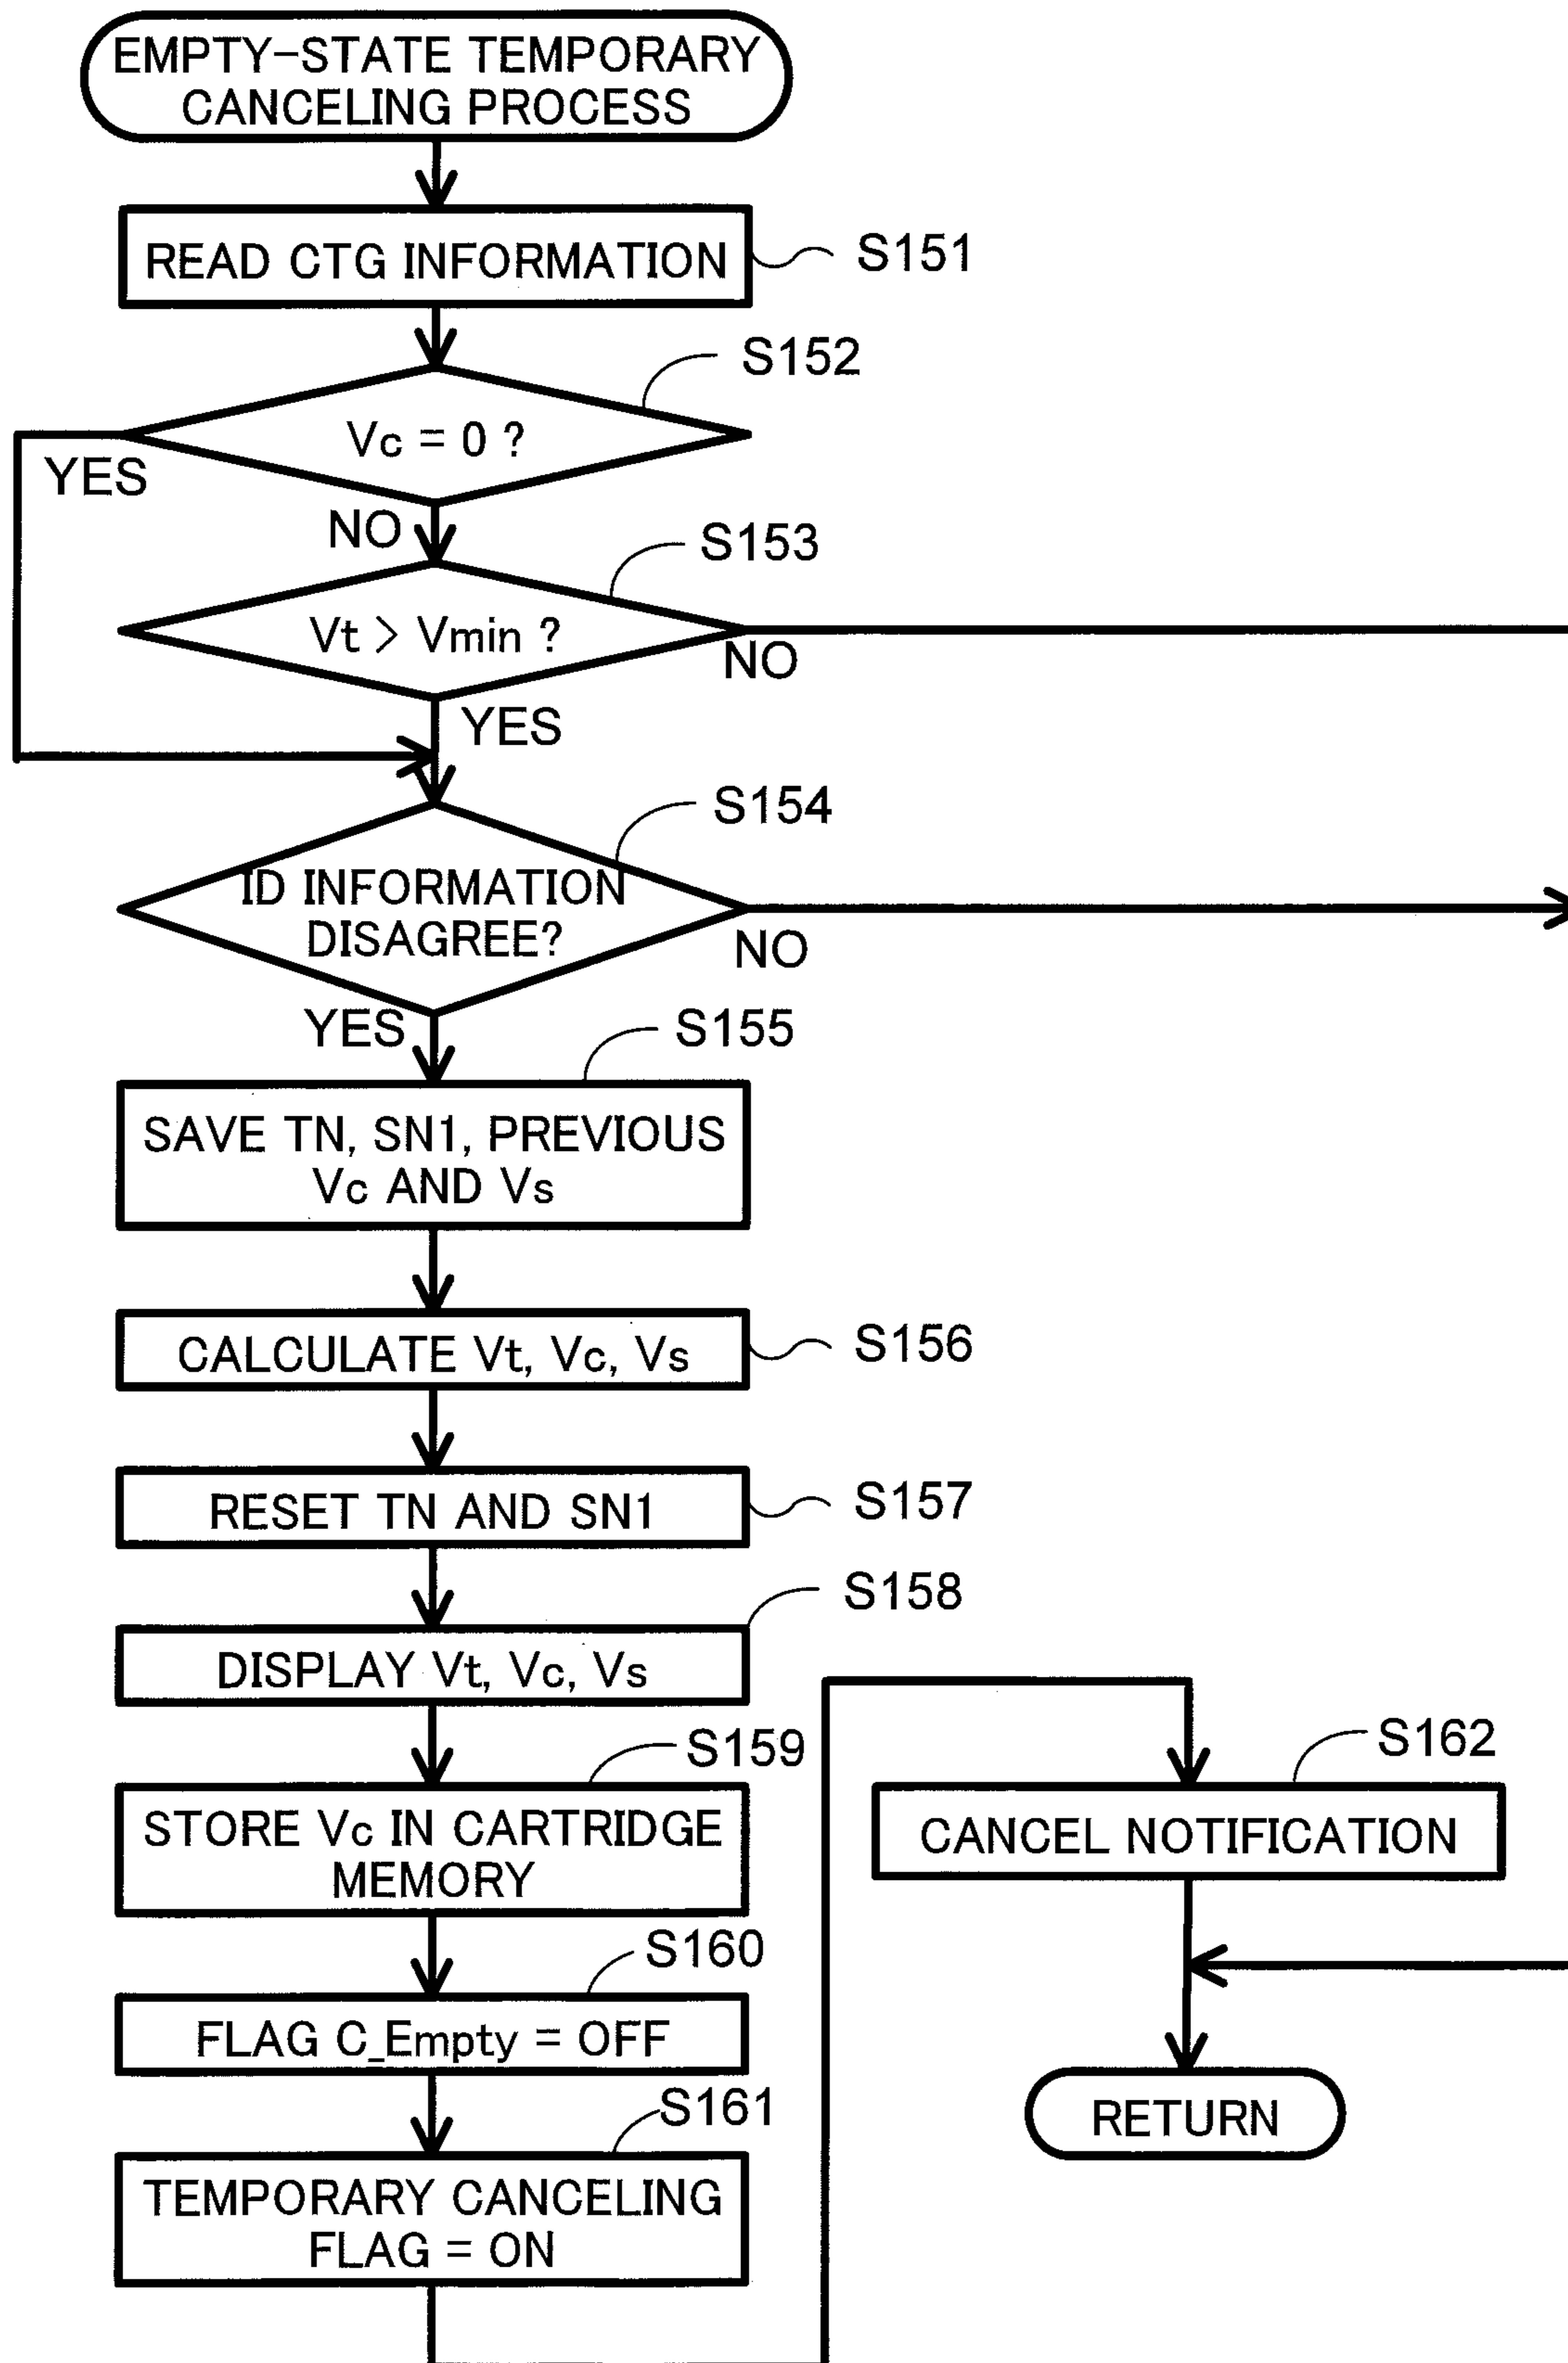 EMPTY-STATE TEMPORARY
CANCELING PROCESS
READ CTG INFORMATION
S151
S152
Vc = 0 ?
YES
NO
S153
Vt > Vmin ?
NO
YES
S154
ID INFORMATION
DISAGREE?
NO
YES
S155
SAVE TN, SN1, PREVIOUS
Vc AND Vs
CALCULATE Vt, Vc, Vs
S156
RESET TN AND SN1
S157
S158
DISPLAY Vt, Vc, Vs
S159
STORE Vc IN CARTRIDGE
MEMORY
S160
FLAG C_Empty = OFF
S161
TEMPORARY CANCELING
FLAG = ON
S162
CANCEL NOTIFICATION
RETURN